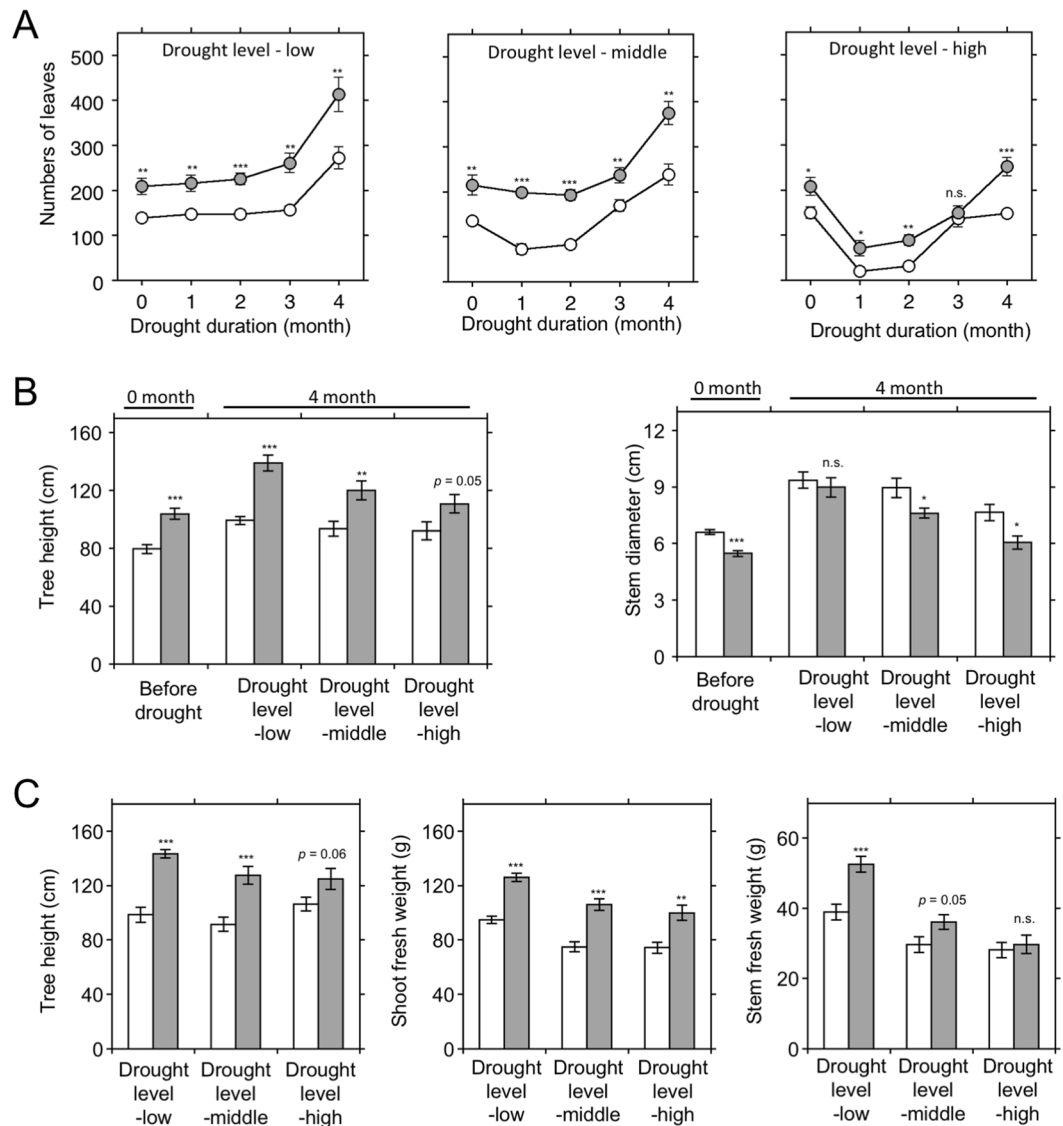 A
Drought level - low
Drought level - middle
Drought level - high
Numbers of leaves
500
400
300
200
100
0
** ** *** ** **
** *** *** ** **
* * ** n.s. ***
0 1 2 3 4
0 1 2 3 4
0 1 2 3 4
Drought duration (month)
Drought duration (month)
Drought duration (month)
B
0 month
4 month
0 month
4 month
Tree height (cm)
160
120
80
40
0
*** *** ** p = 0.05
Before
drought
Drought
level
-low
Drought
level
-middle
Drought
level
-high
Stem diameter (cm)
12
9
6
3
0
*** n.s. * *
Before
drought
Drought
level
-low
Drought
level
-middle
Drought
level
-high
C
Tree height (cm)
160
120
80
40
0
*** *** p = 0.06
Drought
level
-low
Drought
level
-middle
Drought
level
-high
Shoot fresh weight (g)
160
120
80
40
0
*** *** **
Drought
level
-low
Drought
level
-middle
Drought
level
-high
Stem fresh weight (g)
60
40
20
0
*** p = 0.05 n.s.
Drought
level
-low
Drought
level
-middle
Drought
level
-high